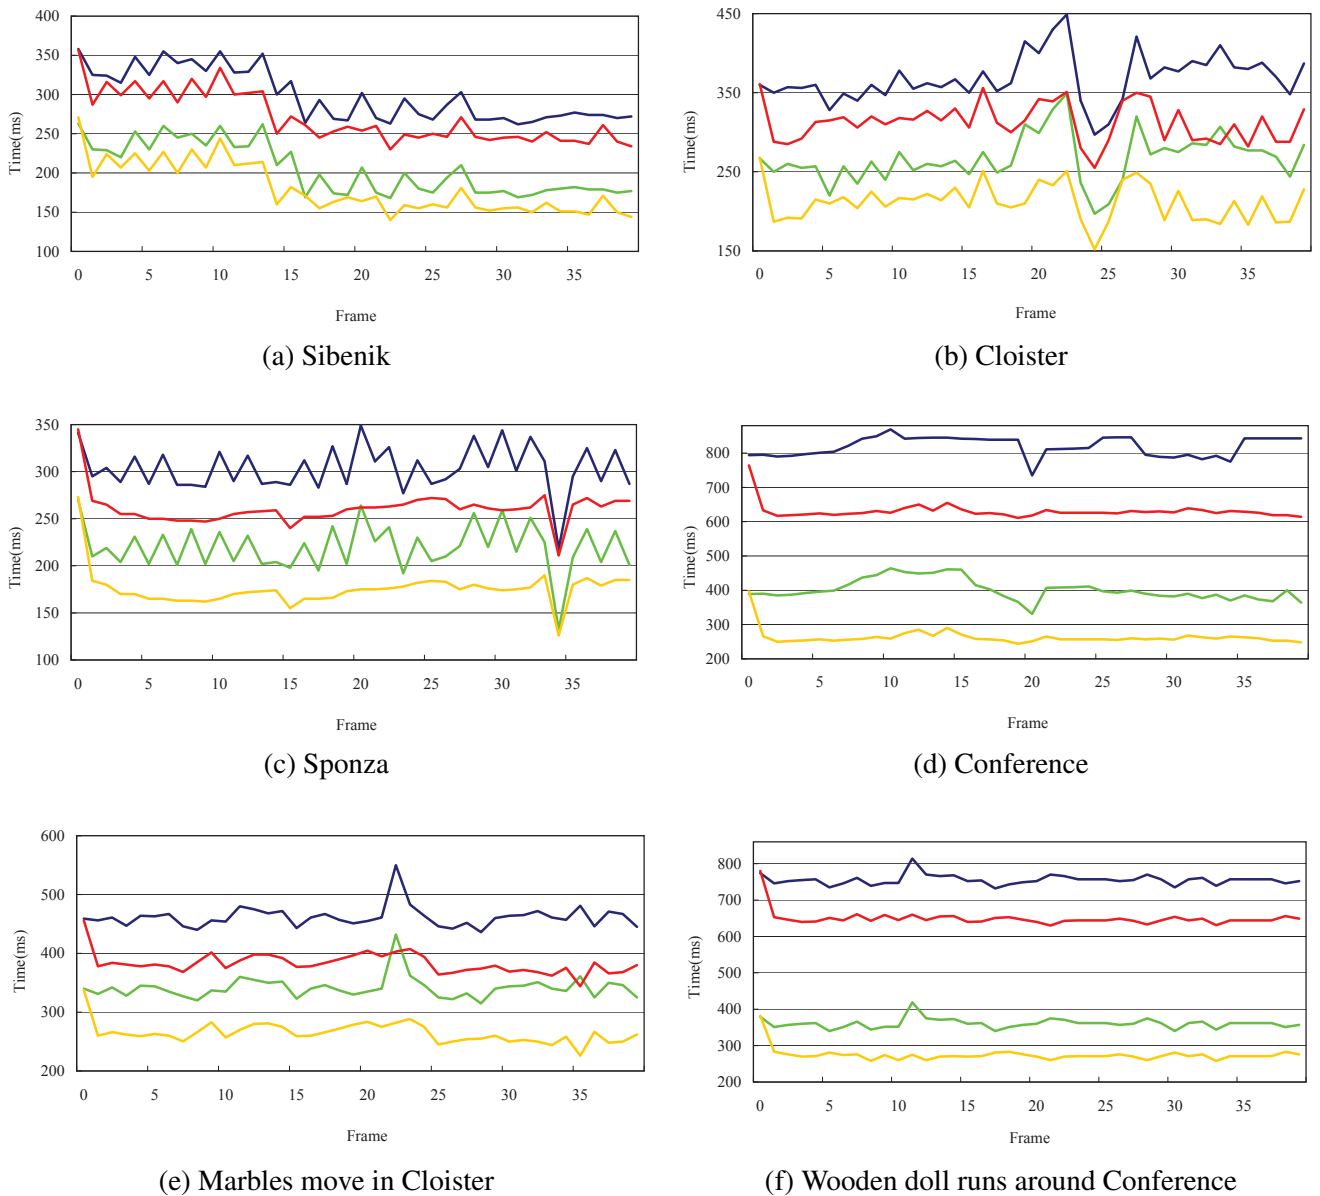 400
350
300
250
200
150
100
Time(ms)
0 5 10 15 20 25 30 35
Frame
(a) Sibenik
450
350
250
150
Time(ms)
0 5 10 15 20 25 30 35
Frame
(b) Cloister
350
300
250
200
150
100
Time(ms)
0 5 10 15 20 25 30 35
Frame
(c) Sponza
800
700
600
500
400
300
200
Time(ms)
0 5 10 15 20 25 30 35
Frame
(d) Conference
600
500
400
300
200
Time(ms)
0 5 10 15 20 25 30 35
Frame
(e) Marbles move in Cloister
800
700
600
500
400
300
200
Time(ms)
0 5 10 15 20 25 30 35
Frame
(f) Wooden doll runs around Conference